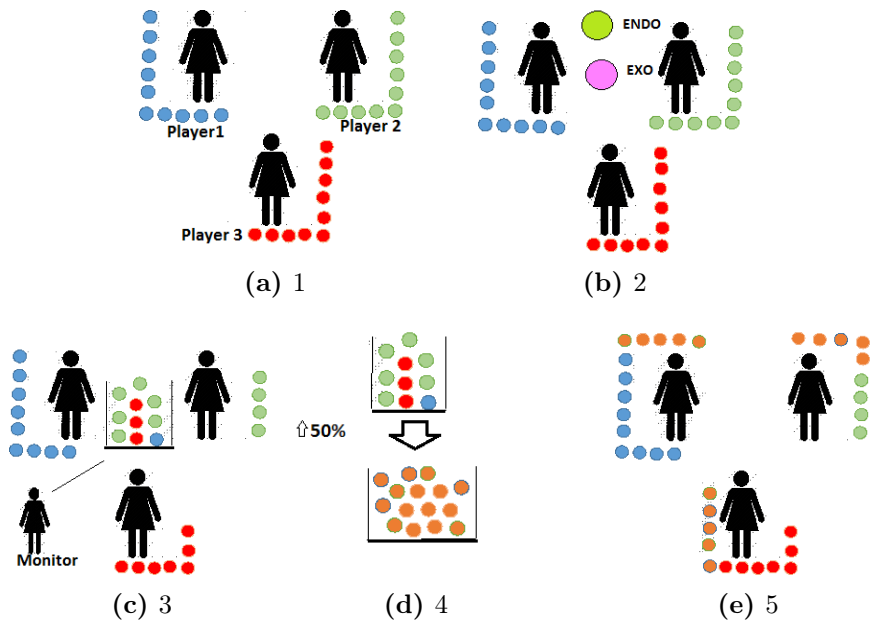 ENDO
EXO
Player1
Player 2
Player 3
(a) 1
(b) 2
50%
Monitor
(c) 3
(d) 4
(e) 5